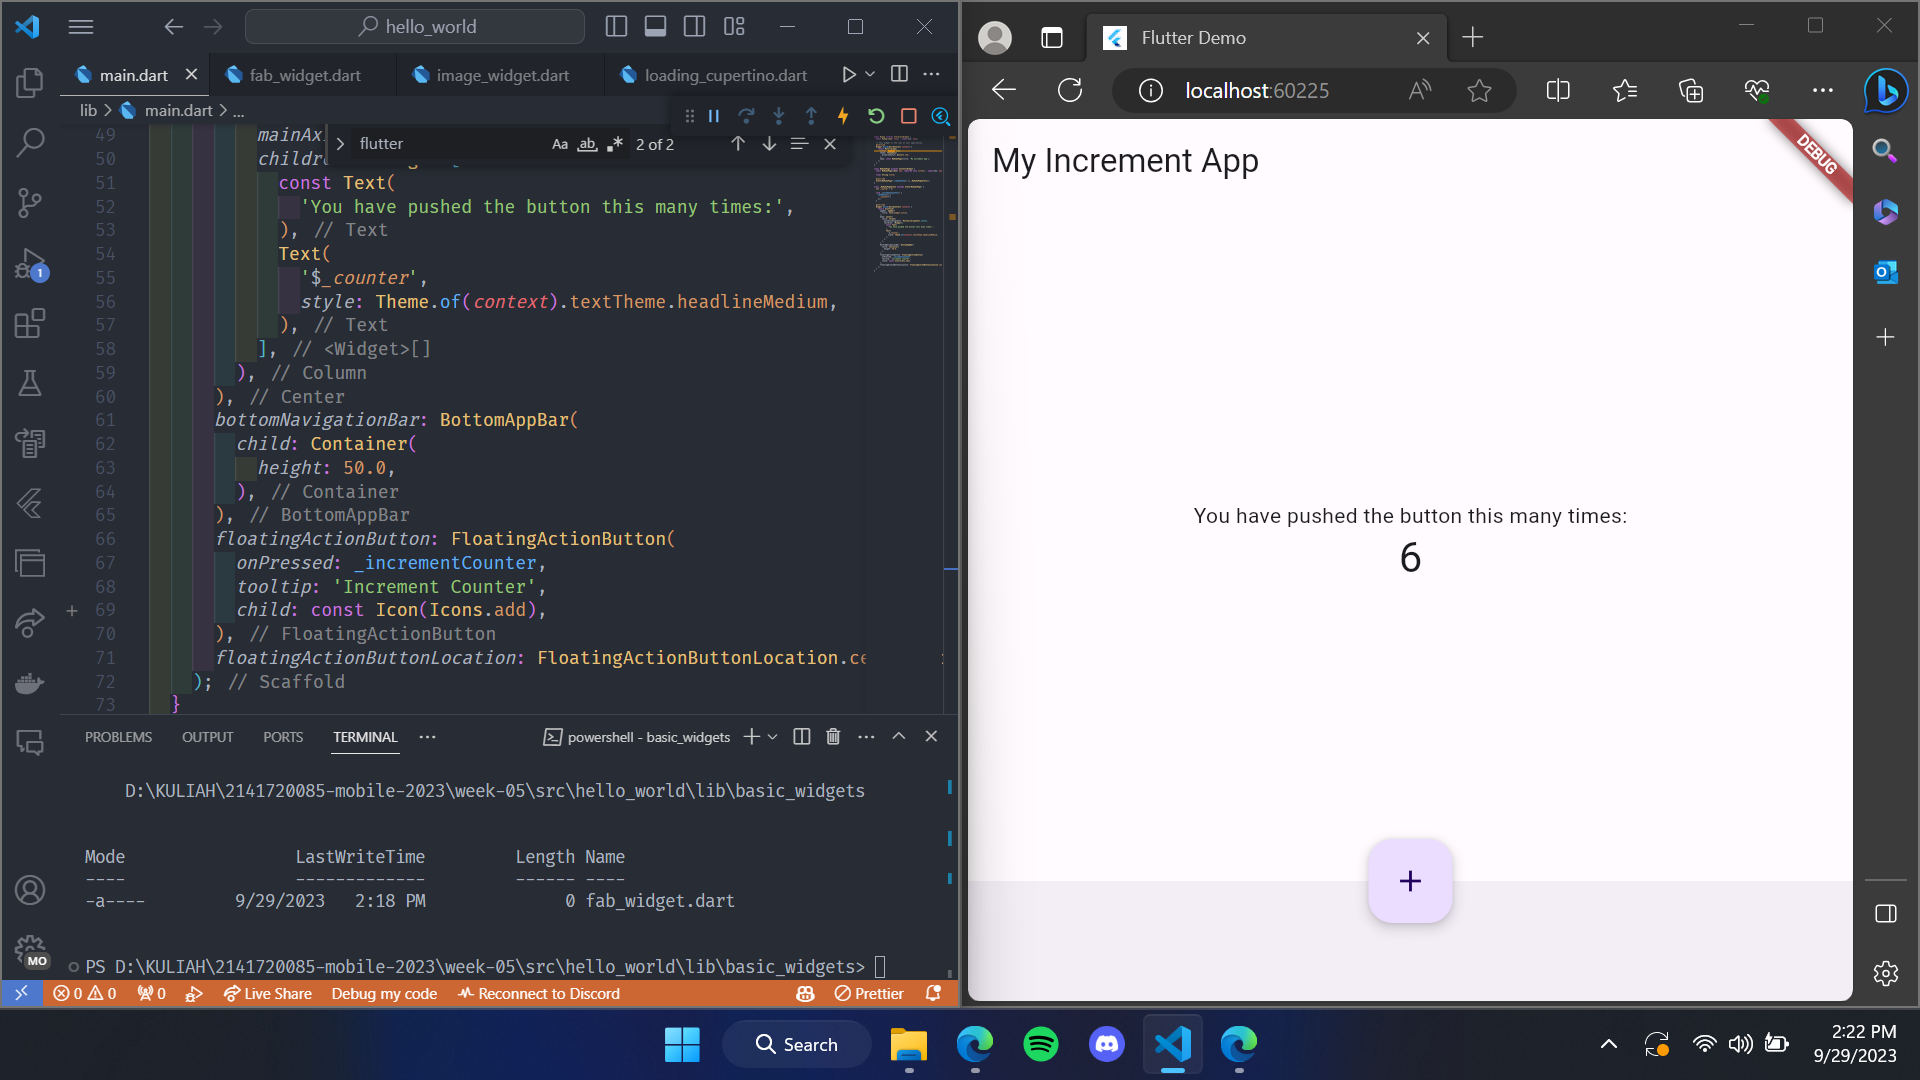 hello_world
main.dart
fab_widget.dart
image_widget.dart
loading_cupertino.dart
lib > main.dart > ...
flutter
Aa ab .* 2 of 2
49 mainAx
50 childre
51 const Text(
52 'You have pushed the button this many times:',
53 ), // Text
54 Text(
55 '$_counter',
56 style: Theme.of(context).textTheme.headlineMedium,
57 ), // Text
58 ], // <Widget>[]
59 ), // Column
60 ), // Center
61 bottomNavigationBar: BottomAppBar(
62 child: Container(
63 height: 50.0,
64 ), // Container
65 ), // BottomAppBar
66 floatingActionButton: FloatingActionButton(
67 onPressed: _incrementCounter,
68 tooltip: 'Increment Counter',
69 child: const Icon(Icons.add),
70 ), // FloatingActionButton
71 floatingActionButtonLocation: FloatingActionButtonLocation.ce
72 ); // Scaffold
73 }
1
PROBLEMS OUTPUT PORTS TERMINAL ... powershell - basic_widgets
D:\KULIAH\2141720085-mobile-2023\week-05\src\hello_world\lib\basic_widgets
Mode LastWriteTime Length Name
---- ------------- ------ ----
-a---- 9/29/2023 2:18 PM 0 fab_widget.dart
PS D:\KULIAH\2141720085-mobile-2023\week-05\src\hello_world\lib\basic_widgets>
MO
0 0 0 Live Share Debug my code Reconnect to Discord Prettier
Flutter Demo
localhost:60225
My Increment App
DEBUG
You have pushed the button this many times:
6
+
Search
2:22 PM
9/29/2023